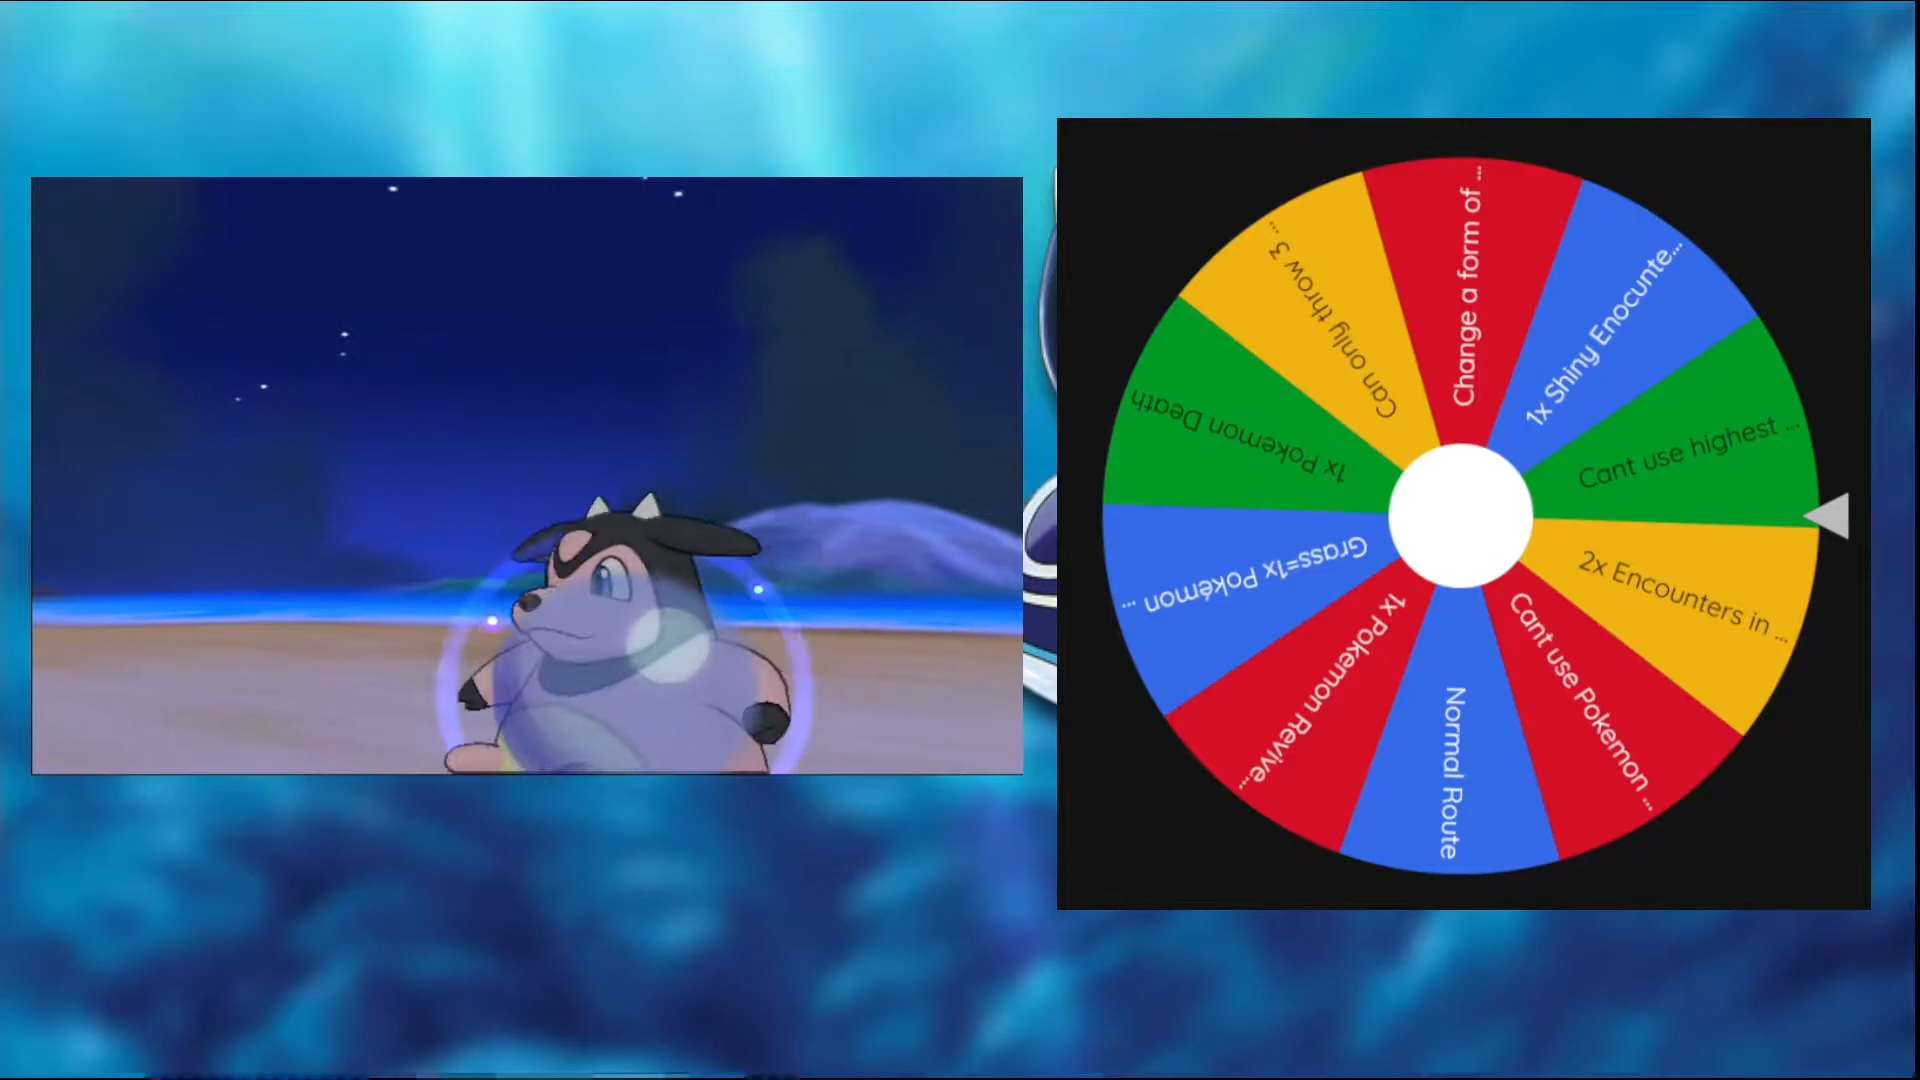 Change a form of ...
1x Shiny Enocunte...
Cant use highest ...
2x Encounters in ...
Cant use Pokemon ...
Normal Route
1x Pokemon Revive...
Grass=1x Pokémon ...
1x Pokemon Death
Can only throw 3 ...